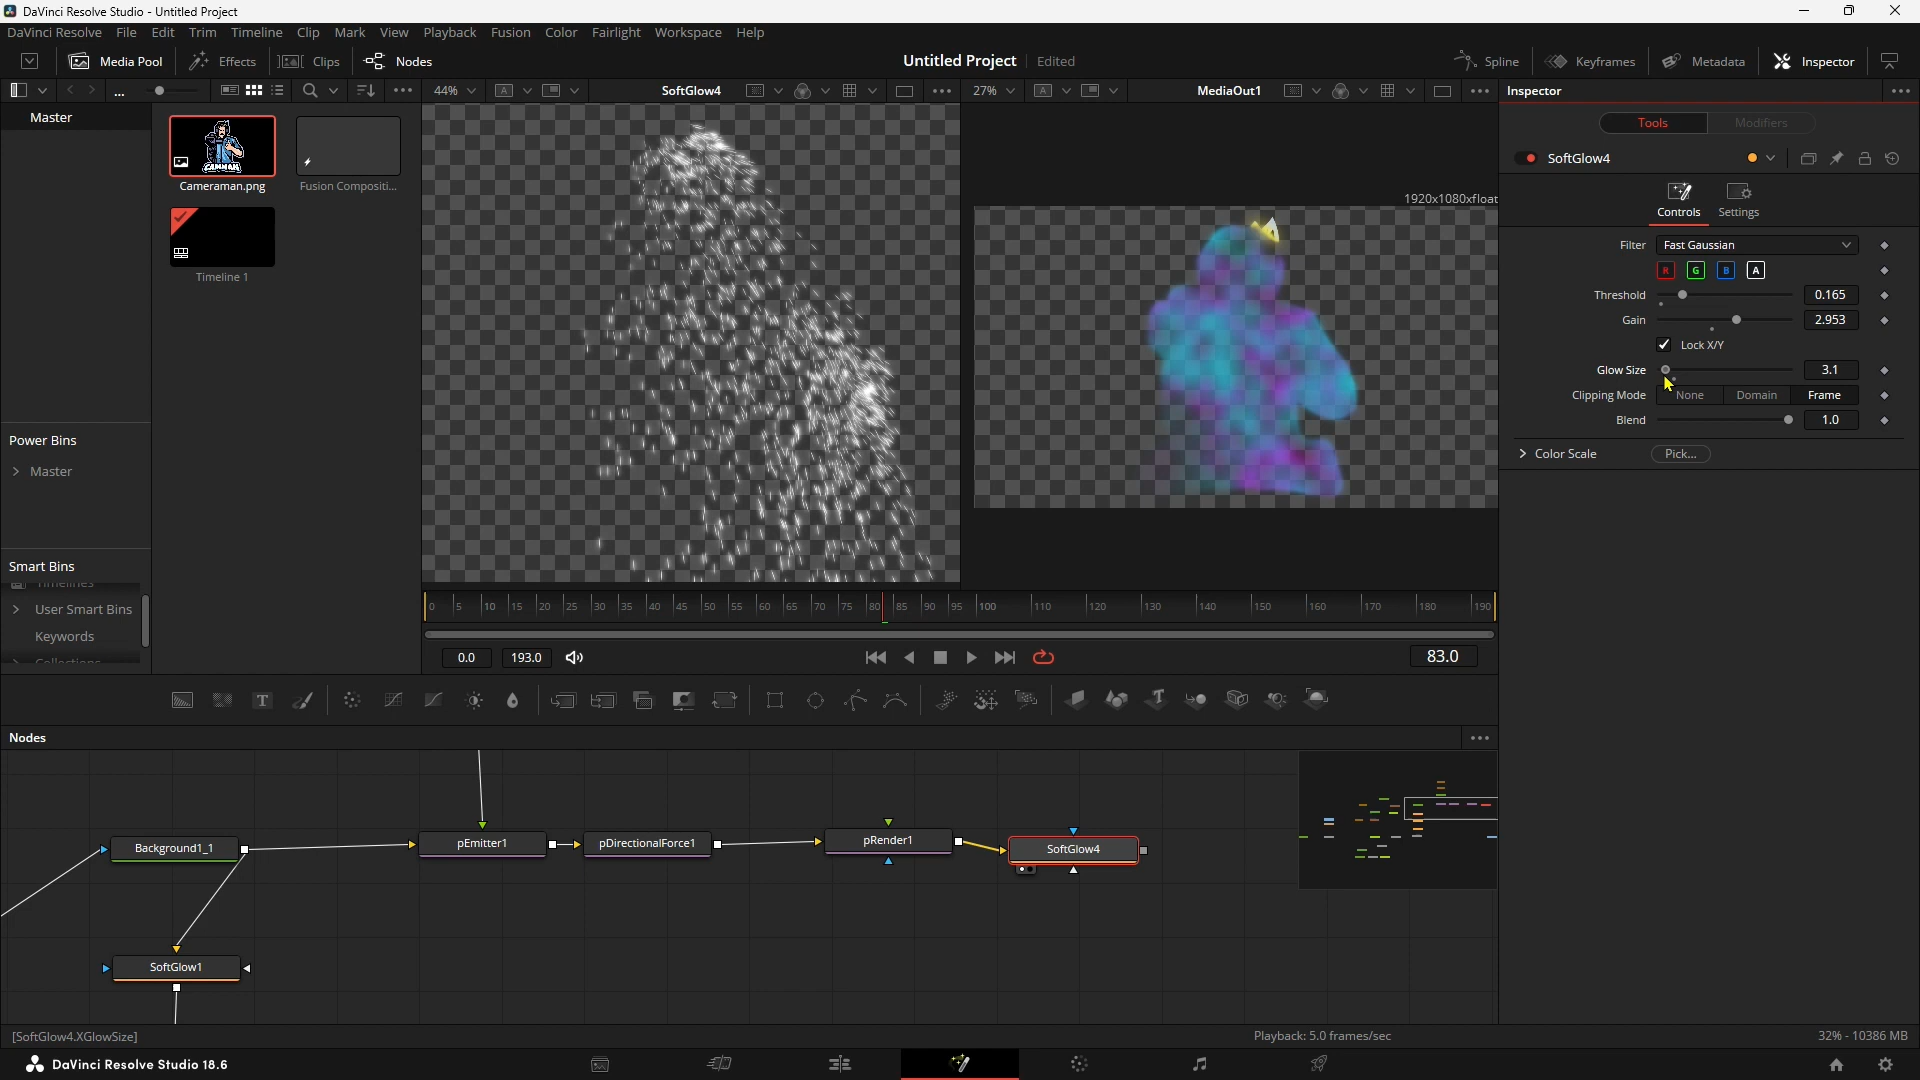 DaVinci Resolve Studio - Untitled Project
DaVinci Resolve File Edit Trim Timeline Clip Mark View Playback Fusion Color Fairlight Workspace Help
Media Pool Effects Clips Nodes Untitled Project Edited Spline Keyframes Metadata Inspector
... 44% A SoftGlow4 27% A MediaOut1 Inspector
Master
Cameraman.png
Fusion Compositi...
Timeline 1
Power Bins
Master
Smart Bins
Timelines
User Smart Bins
Keywords
Collections
1920x1080xfloat
Tools Modifiers
SoftGlow4
Controls Settings
Filter Fast Gaussian
R G B A
Threshold 0.165
Gain 2.953
Lock X/Y
Glow Size 3.1
Clipping Mode None Domain Frame
Blend 1.0
Color Scale Pick...
0 5 10 15 20 25 30 35 40 45 50 55 60 65 70 75 80 85 90 95 100 110 120 130 140 150 160 170 180 190
0.0 193.0 83.0
T
Nodes
Background1_1 pEmitter1 pDirectionalForce1 pRender1 SoftGlow4
SoftGlow1
[SoftGlow4.XGlowSize] Playback: 5.0 frames/sec 32% - 10386 MB
DaVinci Resolve Studio 18.6